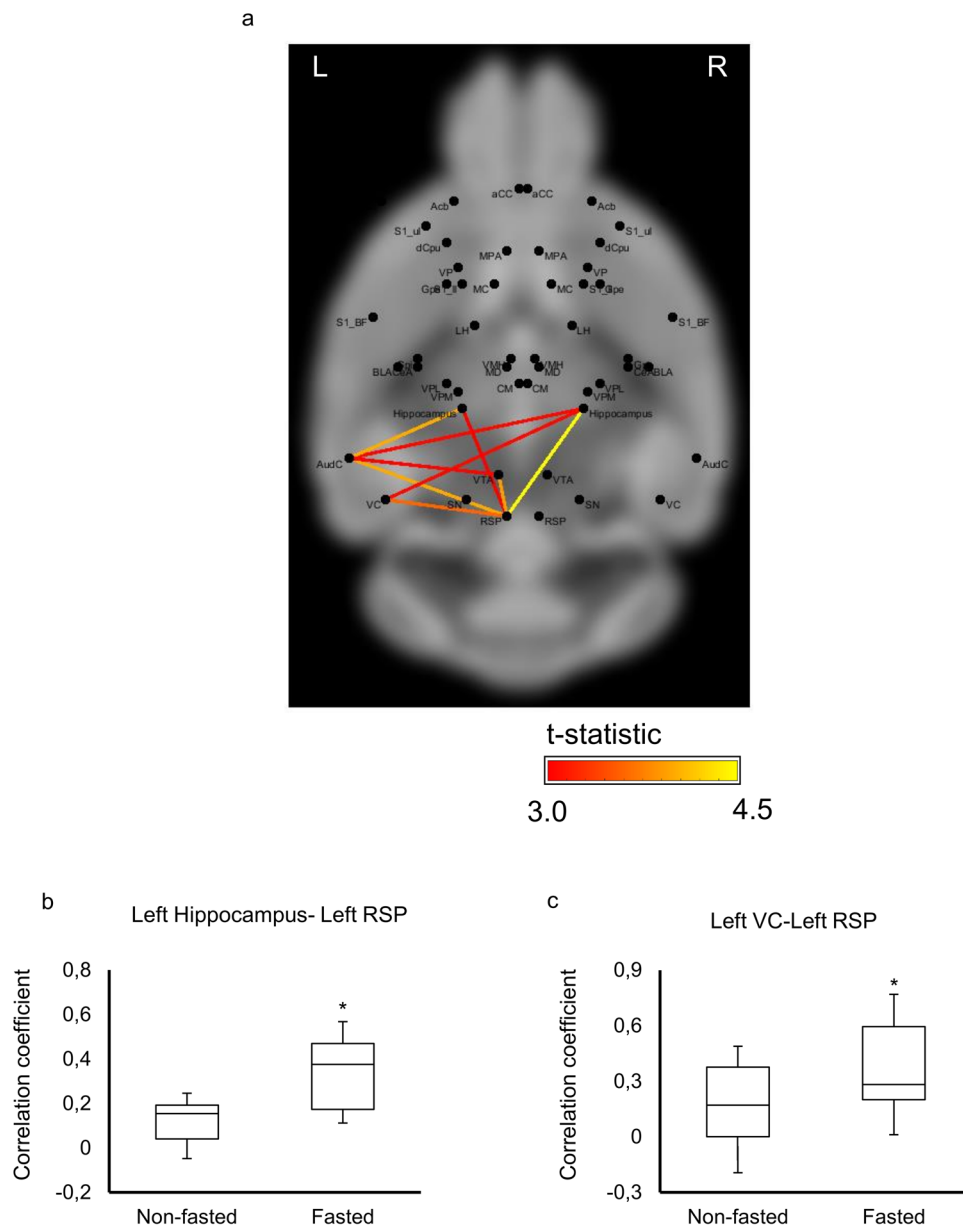 a
L R
aCC aCC
Acb Acb
S1_ul S1_ul
dCpu dCpu
MPA MPA
VP VP
MC MC
S1_BF S1_BF
LH LH
VMH VMH
MD MD
BLA BLA
CM CM
VPL VPL
VPM VPM
Hippocampus Hippocampus
AudC AudC
VTA VTA
VC SN SN VC
RSP RSP
t-statistic
3.0 4.5
b
Left Hippocampus- Left RSP
Correlation coefficient
0,8
0,6
*
0,4
0,2
0
-0,2
Non-fasted Fasted
c
Left VC-Left RSP
Correlation coefficient
0,9
*
0,6
0,3
0
-0,3
Non-fasted Fasted